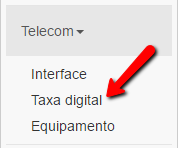 Telecom
Interface
Taxa digital
Equipamento